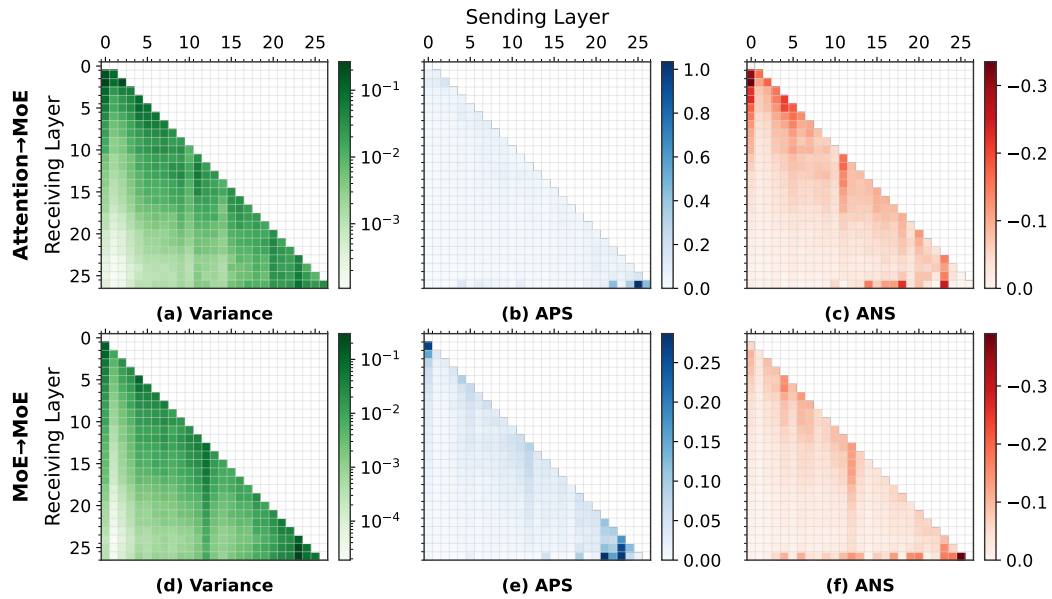 Sending Layer
0 5 10 15 20 25
0 5 10 15 20 25
0 5 10 15 20 25
Attention→MoE
Receiving Layer
0
5
10
15
20
25
10⁻¹
10⁻²
10⁻³
1.0
0.8
0.6
0.4
0.2
0.0
−0.3
−0.2
−0.1
0.0
(a) Variance
(b) APS
(c) ANS
MoE→MoE
Receiving Layer
0
5
10
15
20
25
10⁻¹
10⁻²
10⁻³
10⁻⁴
0.25
0.20
0.15
0.10
0.05
0.00
−0.3
−0.2
−0.1
0.0
(d) Variance
(e) APS
(f) ANS